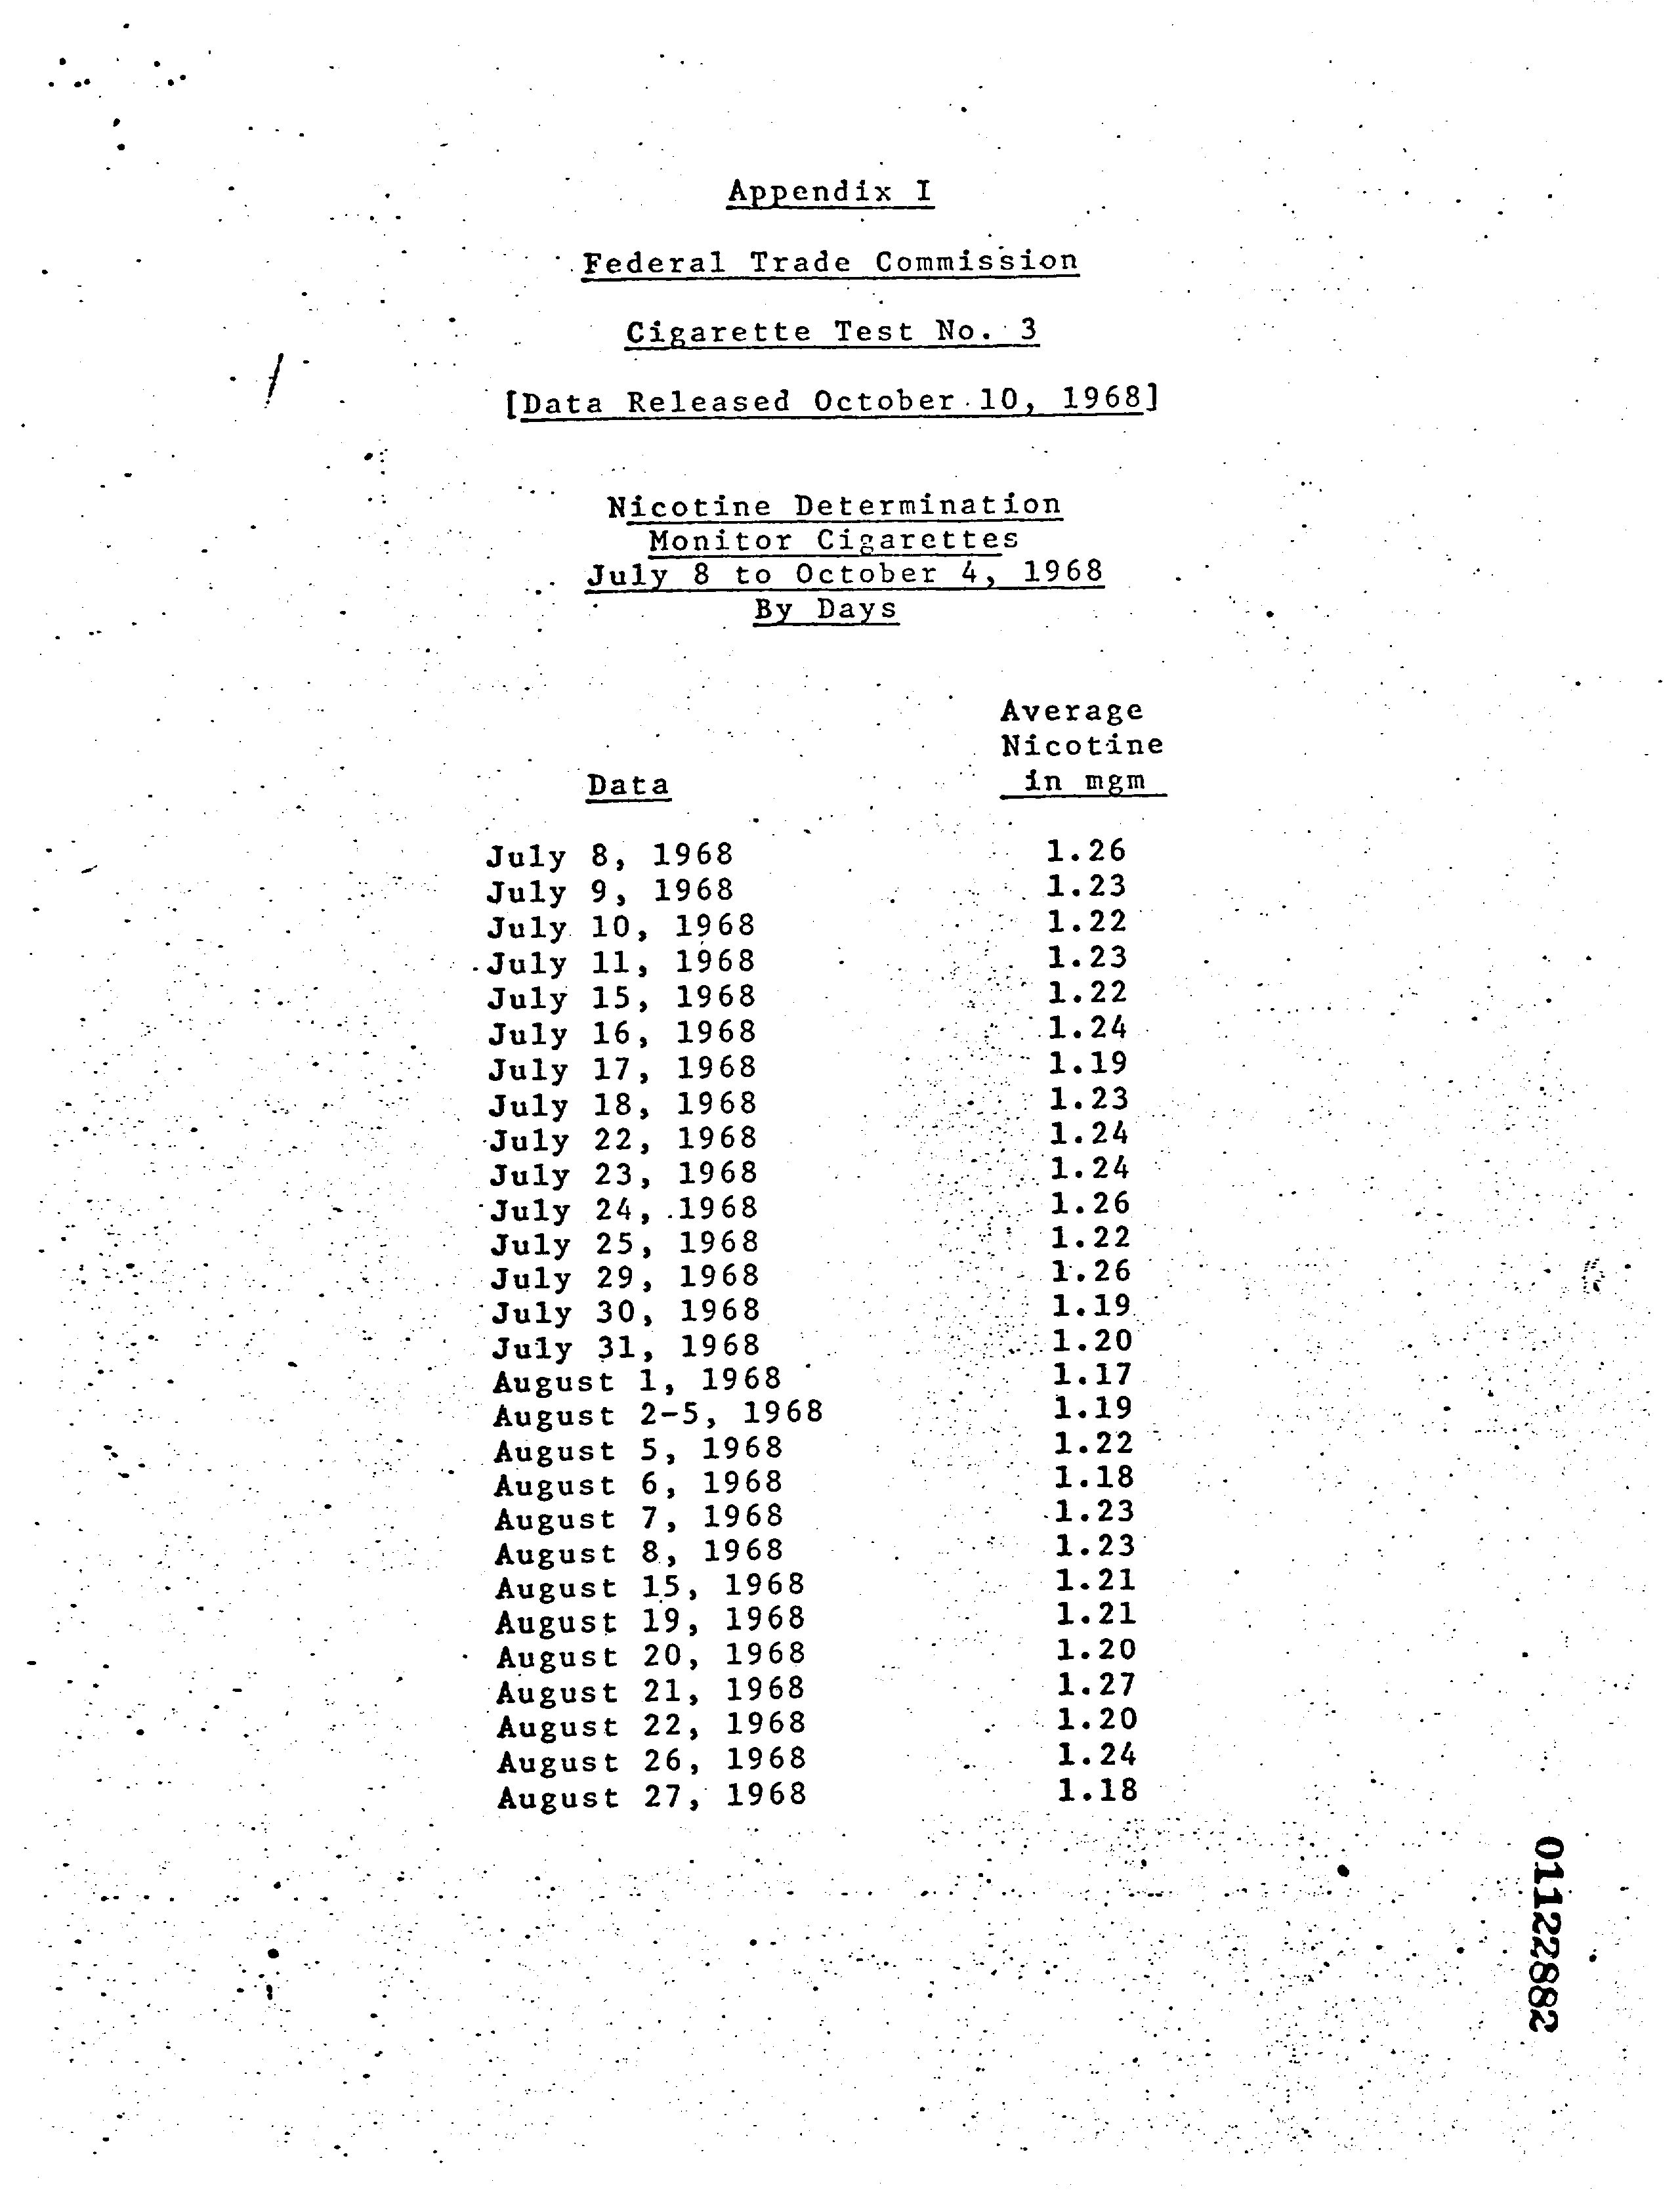 Appendix I
Federal Trade Commission
Cigarette Test No. 3
[Data Released October 10, 1968]
Nicotine Determination
Monitor Cigarettes
July 8 to October 4, 1968
By Days
Average
Nicotine
Data in mgm
July 8, 1968 1.26
July 9, 1968 1.23
July 10, 1968 1.22
July 11, 1968 1.23
July 15, 1968 1.22
July 16, 1968 1.24
July 17, 1968 1.19
July 18, 1968 1.23
July 22, 1968 1.24
July 23, 1968 1.24
July 24, 1968 1.26
July 25, 1968 1.22
July 29, 1968 1.26
July 30, 1968 1.19
July 31, 1968 1.20
August 1, 1968 1.17
August 2-5, 1968 1.19
August 5, 1968 1.22
August 6, 1968 1.18
August 7, 1968 1.23
August 8, 1968 1.23
August 15, 1968 1.21
August 19, 1968 1.21
August 20, 1968 1.20
August 21, 1968 1.27
August 22, 1968 1.20
August 26, 1968 1.24
August 27, 1968 1.18
01122882